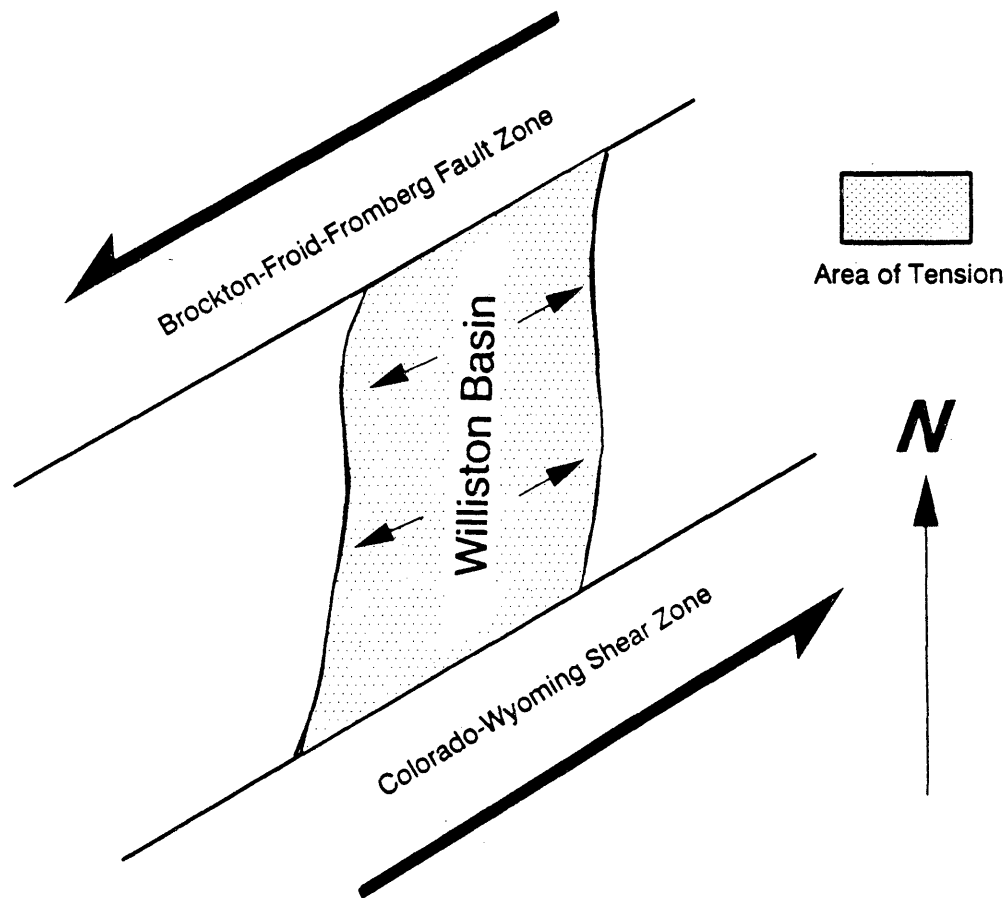 Brockton-Froid-Fromberg Fault Zone
Area of Tension
Williston Basin
N
Colorado-Wyoming Shear Zone